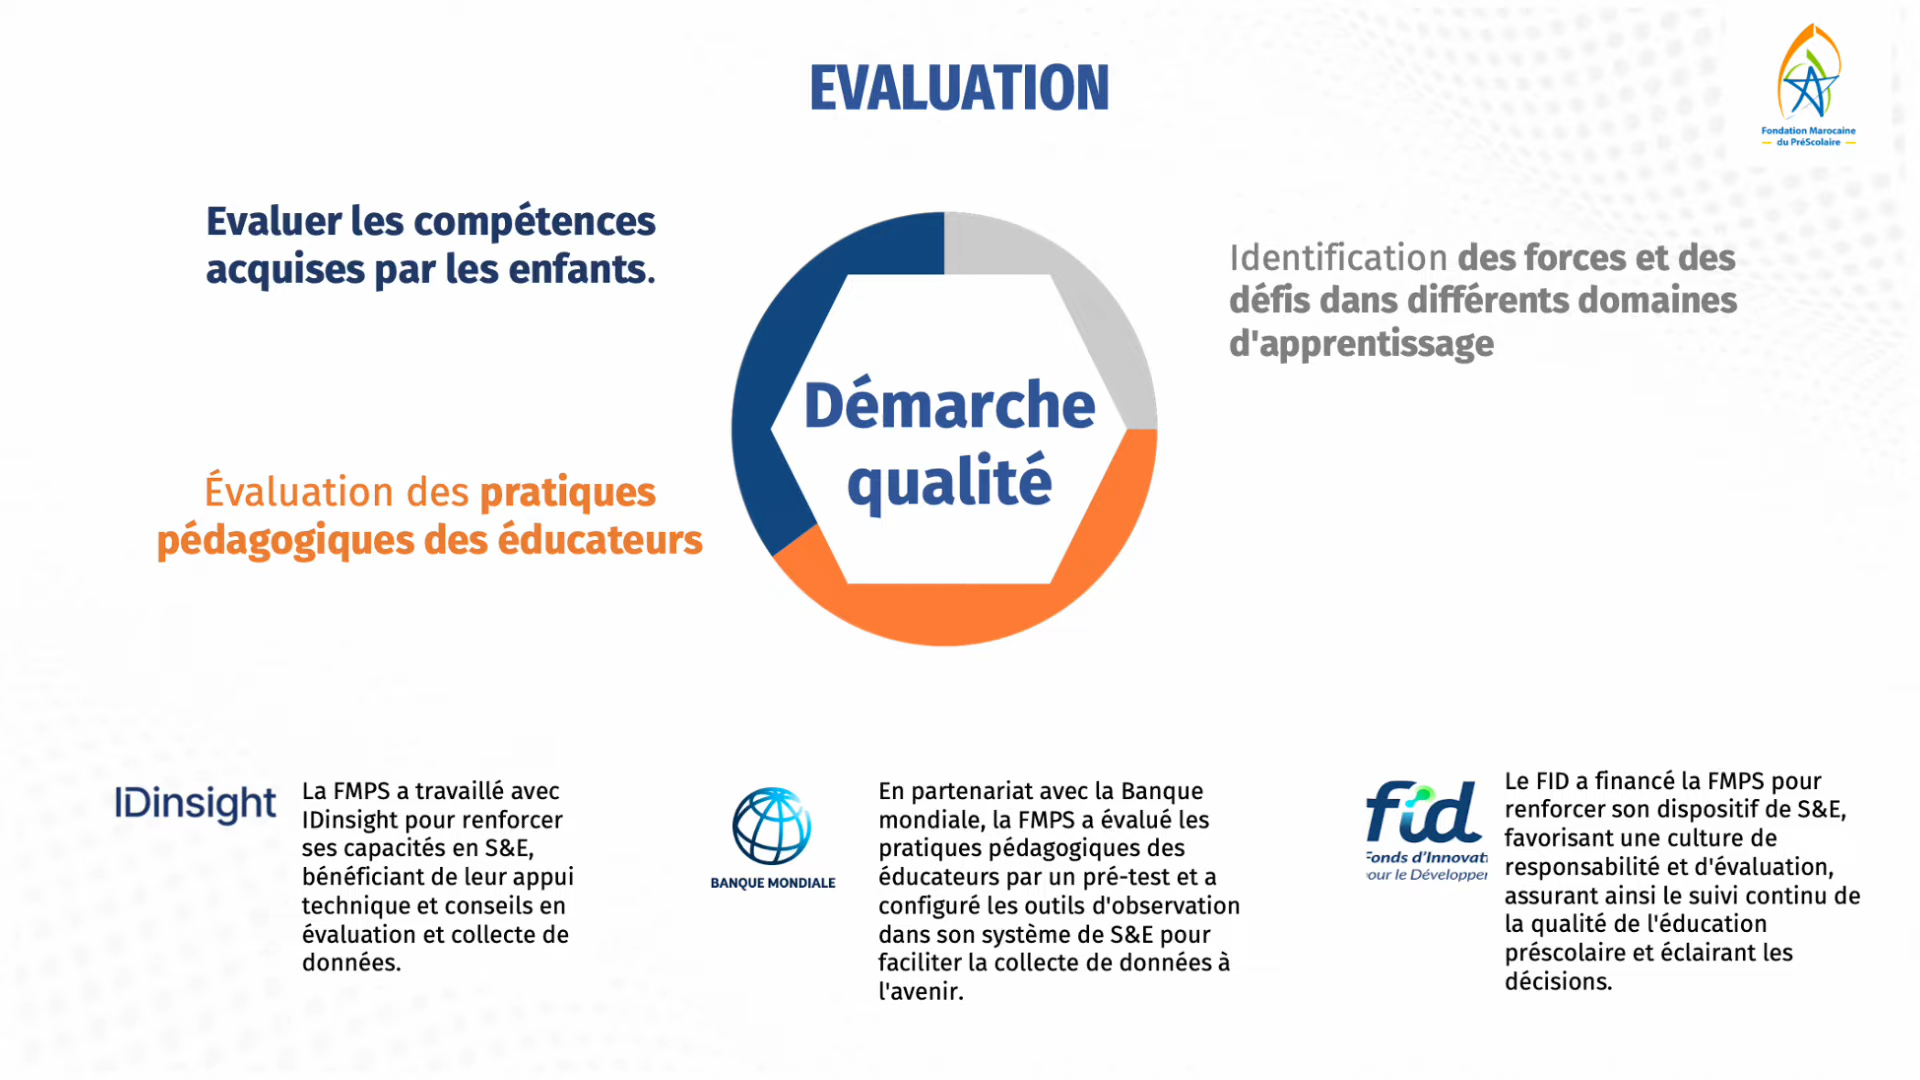 EVALUATION
Fondation Marocaine
du PréScolaire
Evaluer les compétences
acquises par les enfants.
Identification des forces et des
défis dans différents domaines
d'apprentissage
Démarche
qualité
Évaluation des pratiques
pédagogiques des éducateurs
IDinsight
La FMPS a travaillé avec
IDinsight pour renforcer
ses capacités en S&E,
bénéficiant de leur appui
technique et conseils en
évaluation et collecte de
données.
BANQUE MONDIALE
En partenariat avec la Banque
mondiale, la FMPS a évalué les
pratiques pédagogiques des
éducateurs par un pré-test et a
configuré les outils d'observation
dans son système de S&E pour
faciliter la collecte de données à
l'avenir.
fid
Fonds d'Innovati
our le Développer
Le FID a financé la FMPS pour
renforcer son dispositif de S&E,
favorisant une culture de
responsabilité et d'évaluation,
assurant ainsi le suivi continu de
la qualité de l'éducation
préscolaire et éclairant les
décisions.